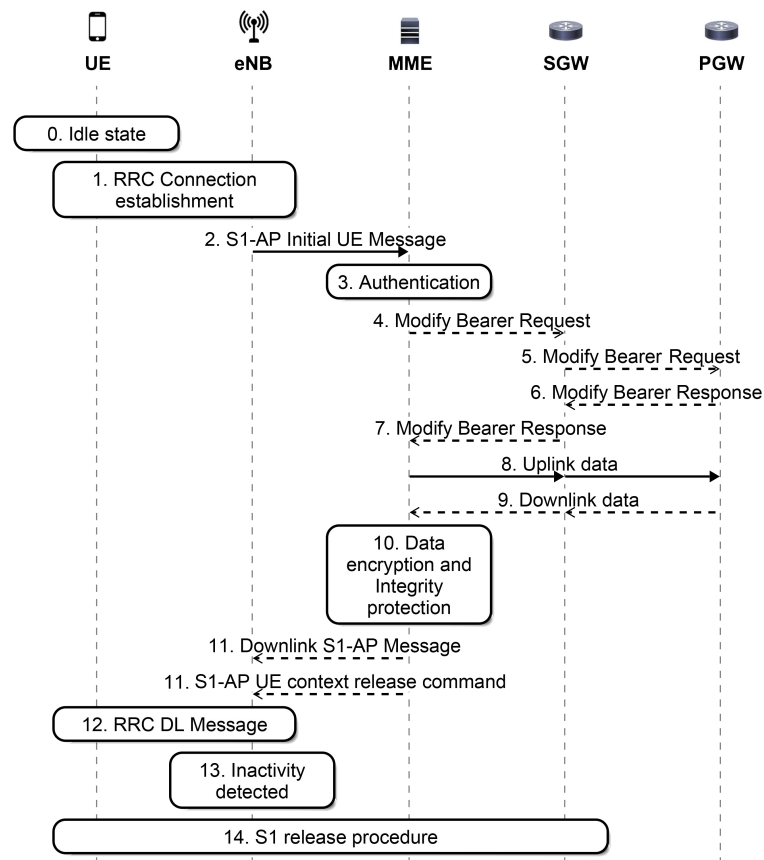 UE eNB MME SGW PGW
0. Idle state
1. RRC Connection
establishment
2. S1-AP Initial UE Message
3. Authentication
4. Modify Bearer Request
5. Modify Bearer Request
6. Modify Bearer Response
7. Modify Bearer Response
8. Uplink data
9. Downlink data
10. Data
encryption and
Integrity
protection
11. Downlink S1-AP Message
11. S1-AP UE context release command
12. RRC DL Message
13. Inactivity
detected
14. S1 release procedure